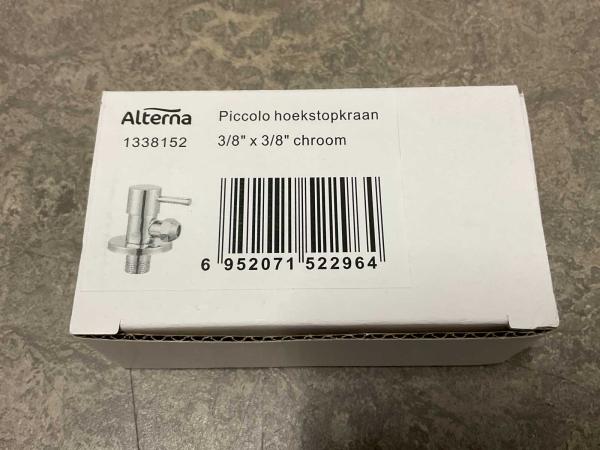 Alterna
Piccolo hoekstopkraan
1338152
3/8" x 3/8" chroom
6 952071 522964